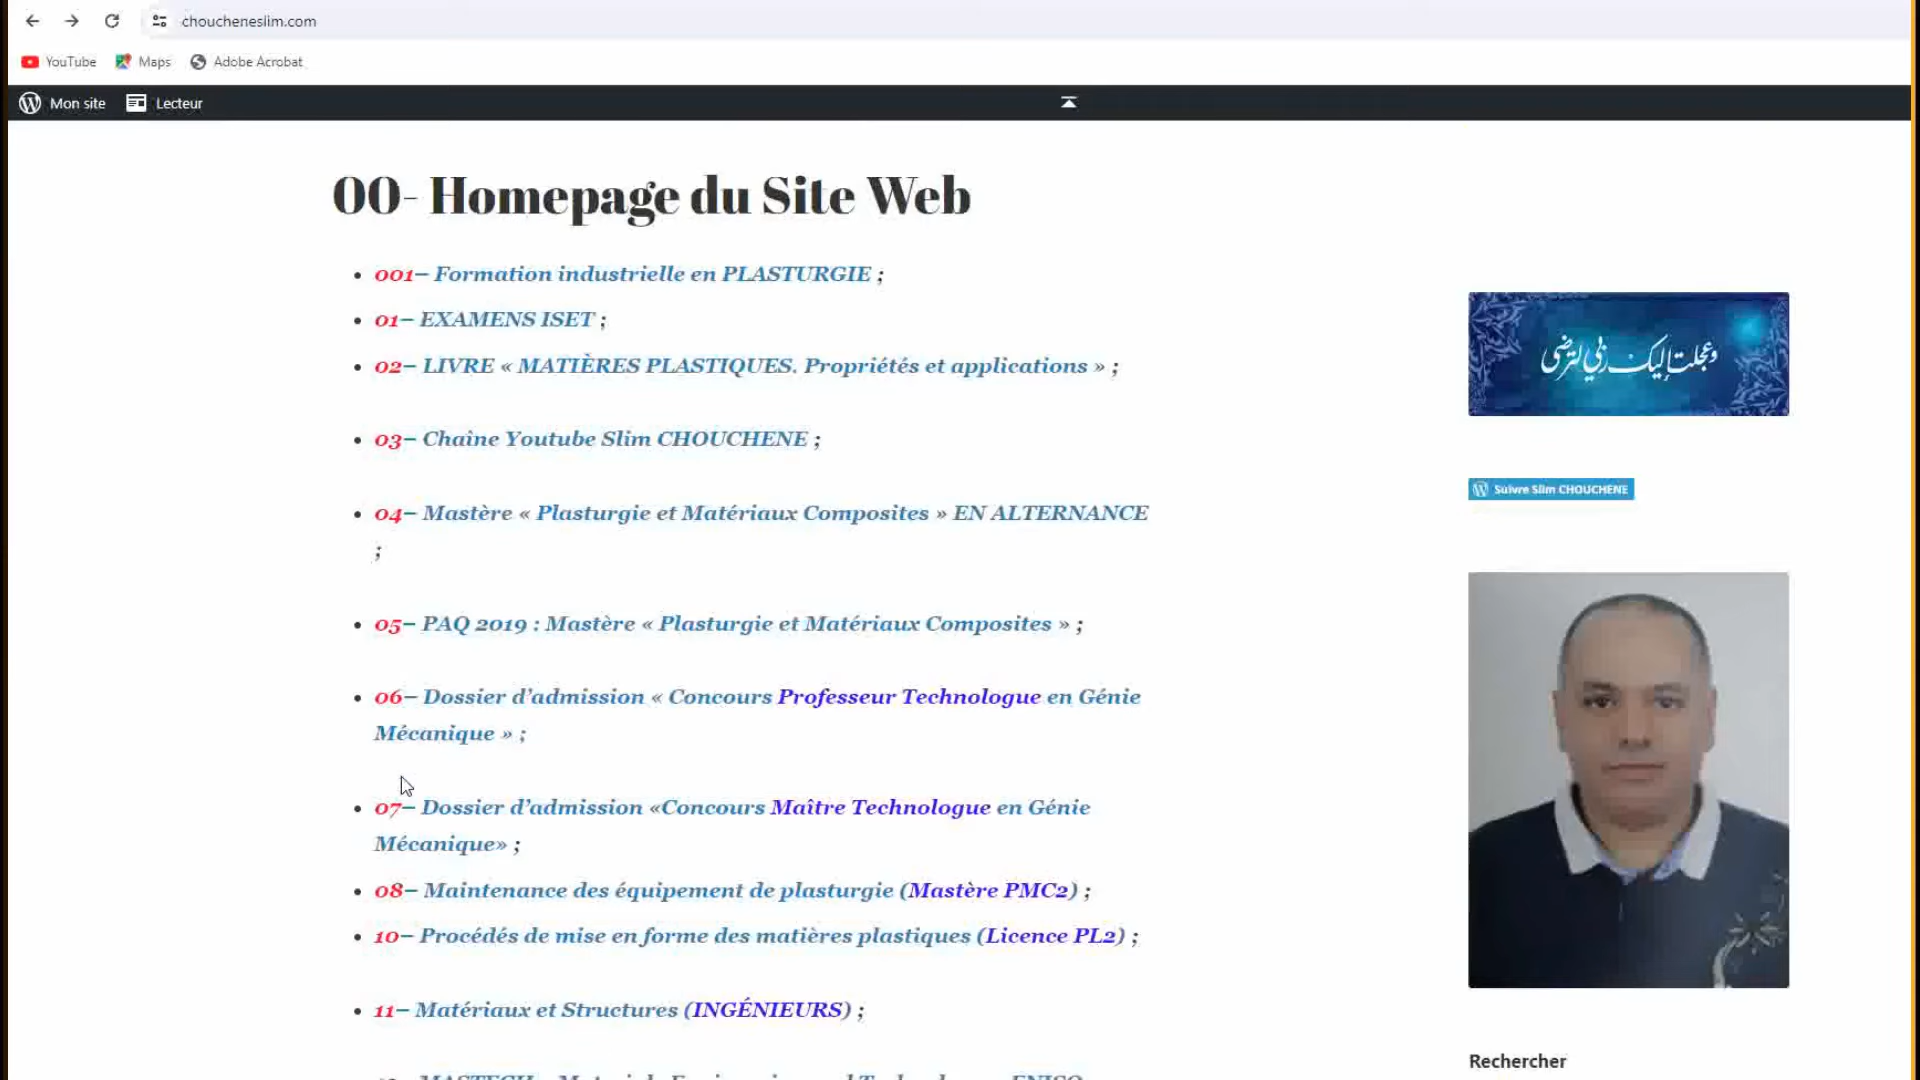 choucheneslim.com
YouTube
Maps
Adobe Acrobat
Mon site
Lecteur
00- Homepage du Site Web
001– Formation industrielle en PLASTURGIE ;
01– EXAMENS ISET ;
02– LIVRE « MATIÈRES PLASTIQUES. Propriétés et applications » ;
03– Chaîne Youtube Slim CHOUCHENE ;
04– Mastère « Plasturgie et Matériaux Composites » EN ALTERNANCE
;
05– PAQ 2019 : Mastère « Plasturgie et Matériaux Composites » ;
06– Dossier d’admission « Concours Professeur Technologue en Génie
Mécanique » ;
07– Dossier d’admission «Concours Maître Technologue en Génie
Mécanique» ;
08– Maintenance des équipement de plasturgie (Mastère PMC2) ;
10– Procédés de mise en forme des matières plastiques (Licence PL2) ;
11– Matériaux et Structures (INGÉNIEURS) ;
وعجلت إليك ربي لترضى
Suivre Slim CHOUCHENE
Rechercher